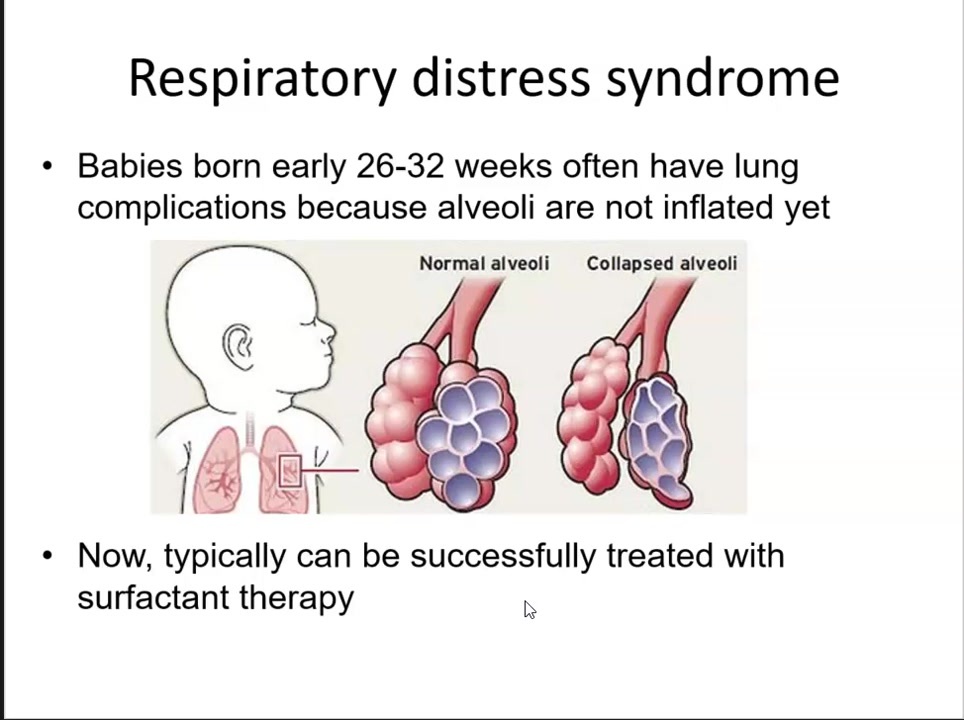 Respiratory distress syndrome
• Babies born early 26-32 weeks often have lung
complications because alveoli are not inflated yet
Normal alveoli Collapsed alveoli
• Now, typically can be successfully treated with
surfactant therapy